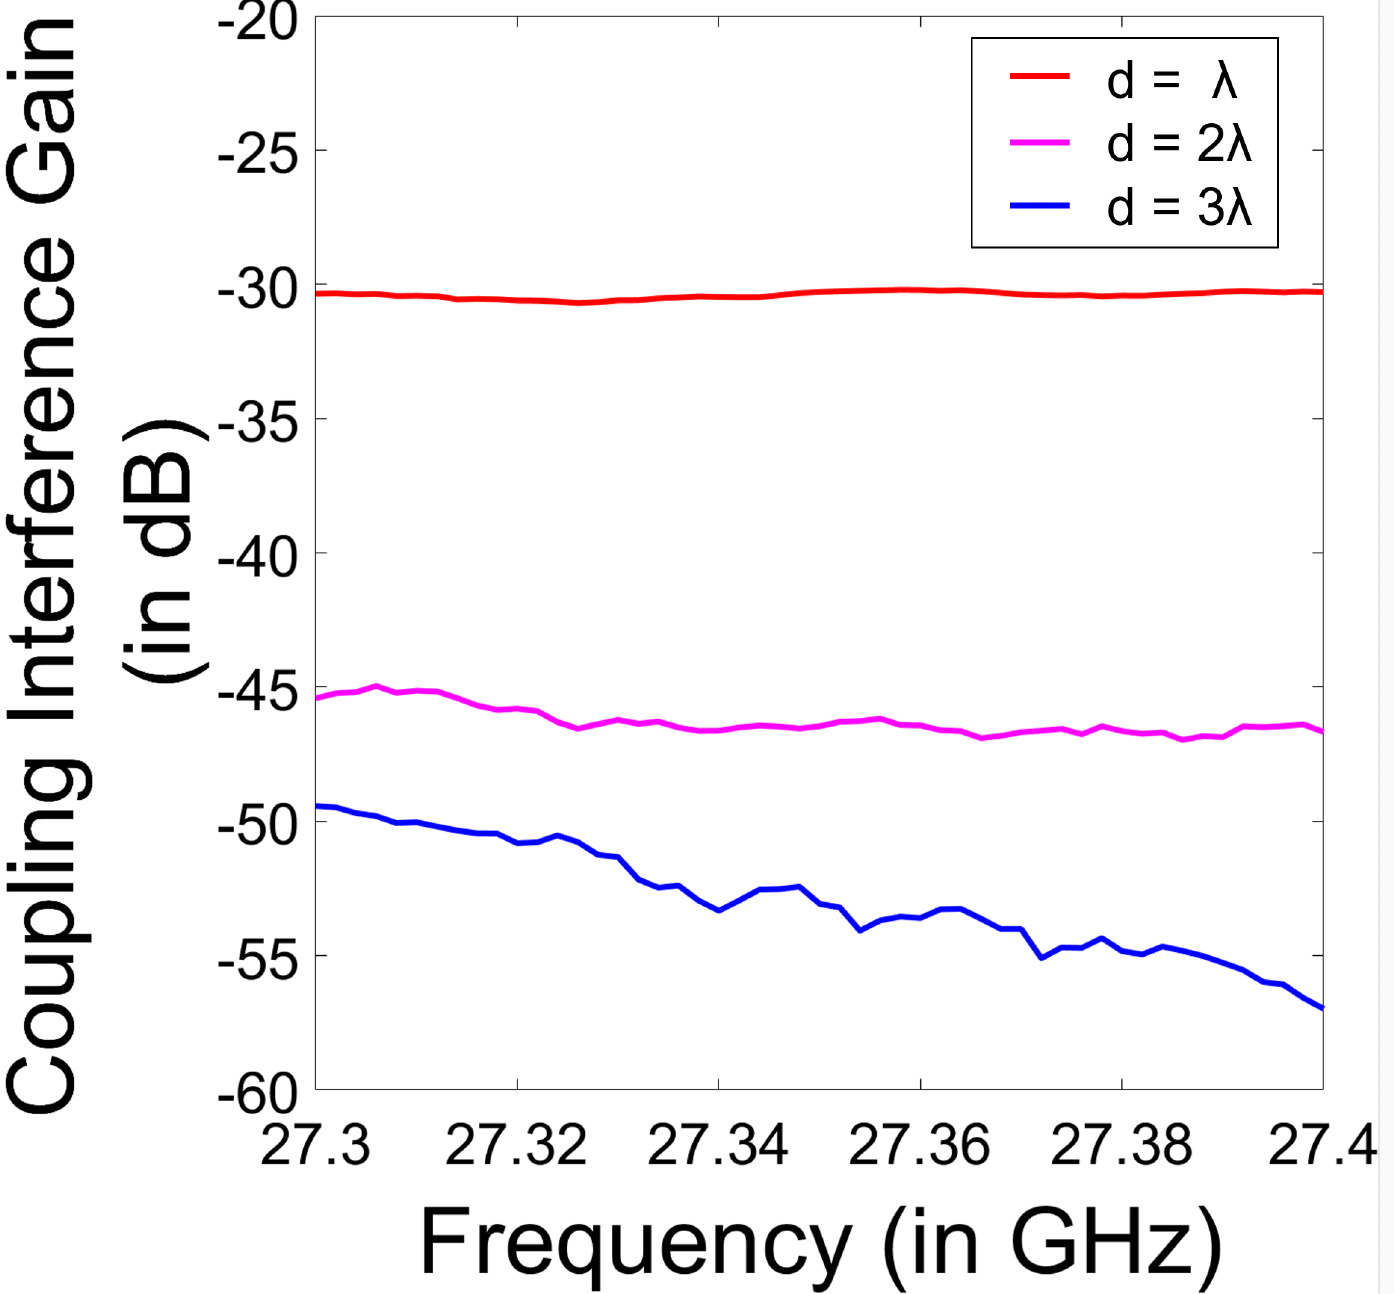 Coupling Interference Gain
(in dB)
-20
-25
-30
-35
-40
-45
-50
-55
-60
d = λ
d = 2λ
d = 3λ
27.3 27.32 27.34 27.36 27.38 27.4
Frequency (in GHz)